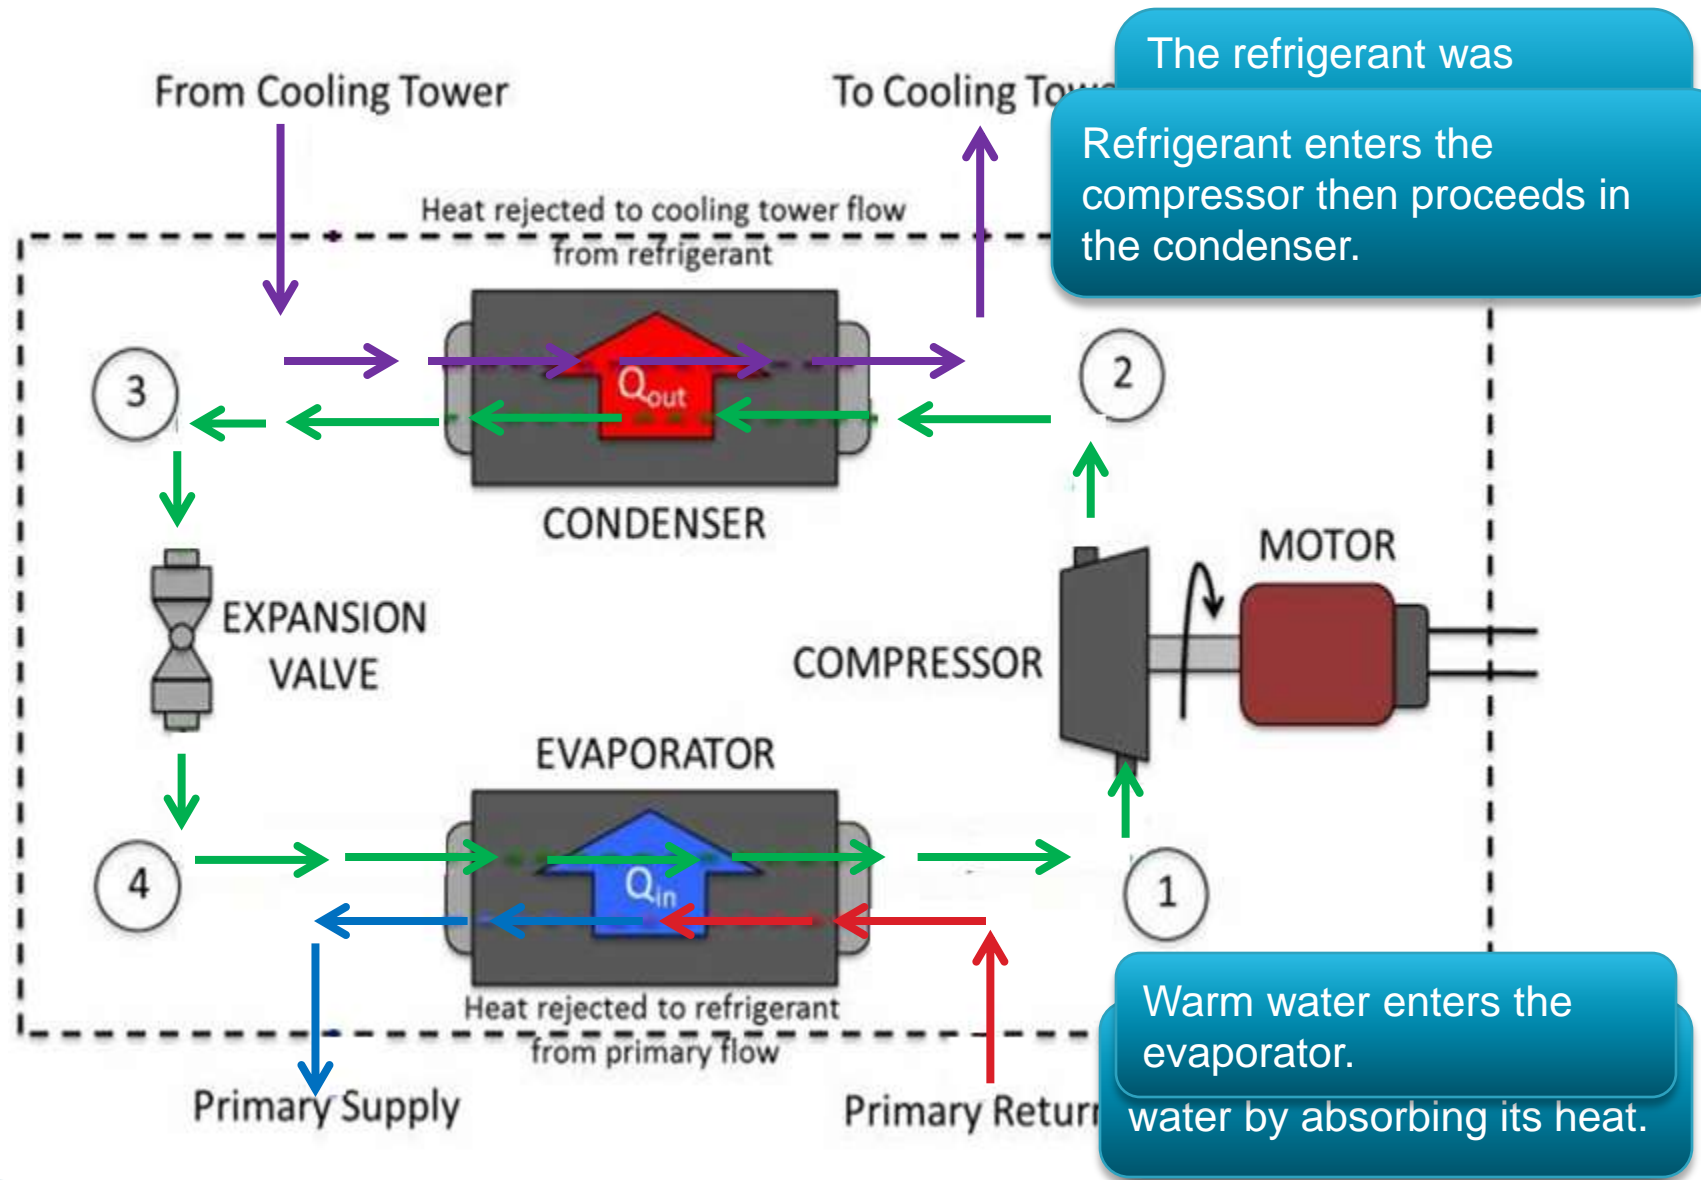 The refrigerant was
From Cooling Tower
To Cooling Tow
Refrigerant enters the
compressor then proceeds in
the condenser.
Heat rejected to cooling tower flow
from refrigerant
3
2
Qout
CONDENSER
MOTOR
EXPANSION
VALVE
COMPRESSOR
EVAPORATOR
4
Qin
1
Heat rejected to refrigerant
from primary flow
Warm water enters the
evaporator.
water by absorbing its heat.
Primary Supply
Primary Return